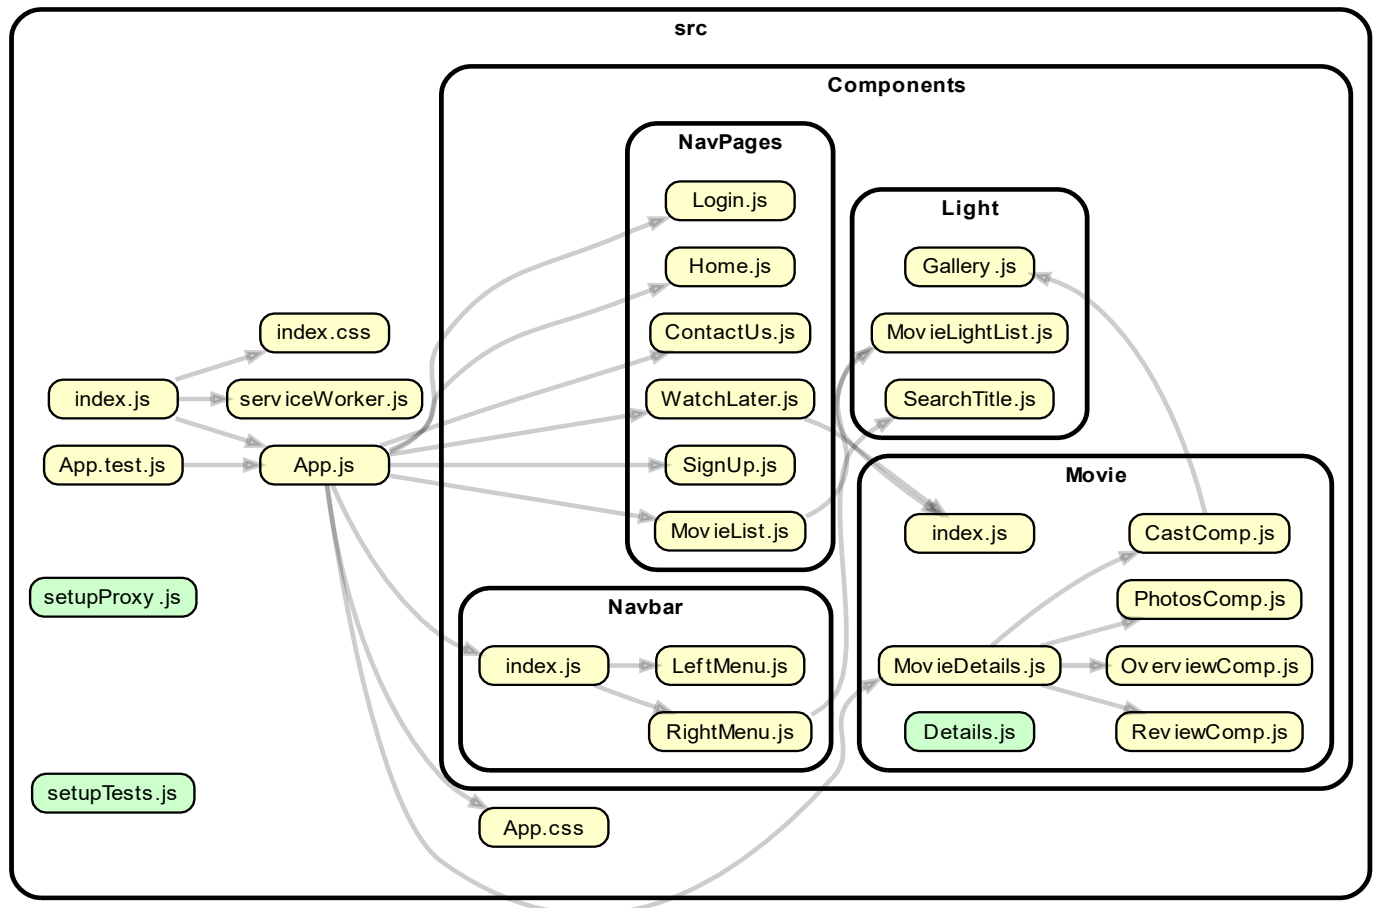 src
Components
NavPages
Login.js
Home.js
ContactUs.js
WatchLater.js
SignUp.js
MovieList.js
Light
Gallery.js
MovieLightList.js
SearchTitle.js
index.css
index.js
serviceWorker.js
App.test.js
App.js
Movie
index.js
CastComp.js
PhotosComp.js
MovieDetails.js
OverviewComp.js
Details.js
ReviewComp.js
setupProxy.js
Navbar
index.js
LeftMenu.js
RightMenu.js
setupTests.js
App.css